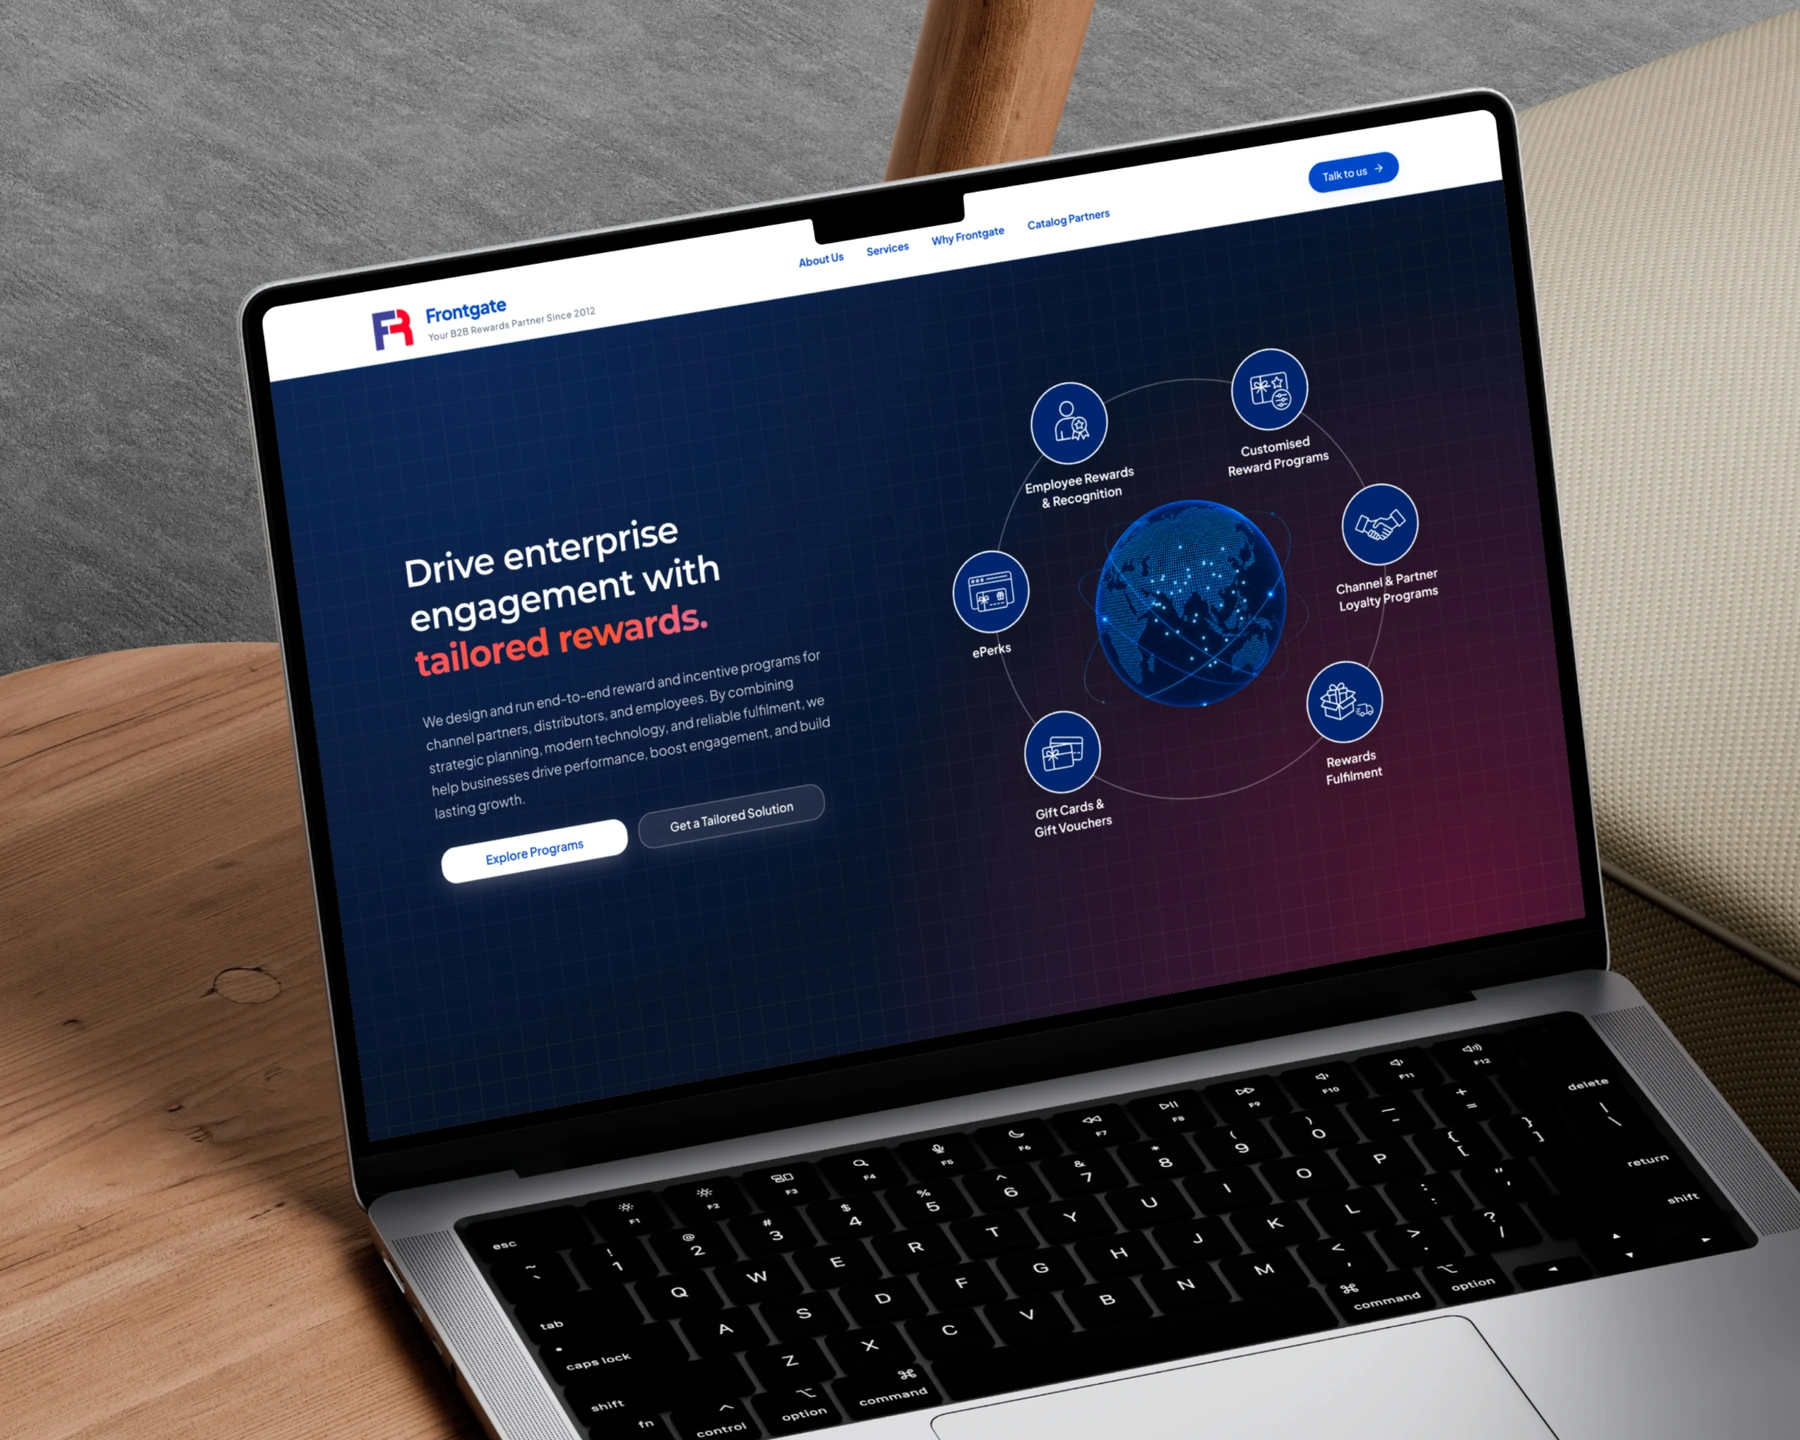 Frontgate
Your B2B Rewards Partner Since 2012
About Us
Services
Why Frontgate
Catalog Partners
Talk to us
Drive enterprise
engagement with
tailored rewards.
We design and run end-to-end reward and incentive programs for
channel partners, distributors, and employees. By combining
strategic planning, modern technology, and reliable fulfilment, we
help businesses drive performance, boost engagement, and build
lasting growth.
Explore Programs
Get a Tailored Solution
Employee Rewards
& Recognition
Customised
Reward Programs
Channel & Partner
Loyalty Programs
Rewards
Fulfilment
Gift Cards &
Gift Vouchers
ePerks
esc F1 F2 F3 F4 F5 F6 F7 F8 F9 F10 F11 F12
~ ` ! 1 @ 2 # 3 $ 4 % 5 ^ 6 & 7 * 8 ( 9 ) 0 — - + = delete
tab Q W E R T Y U I O P { [ } ] | \
caps lock A S D F G H J K L : ; " ' return
shift Z X C V B N M < , > . ? / shift
fn control option command command option